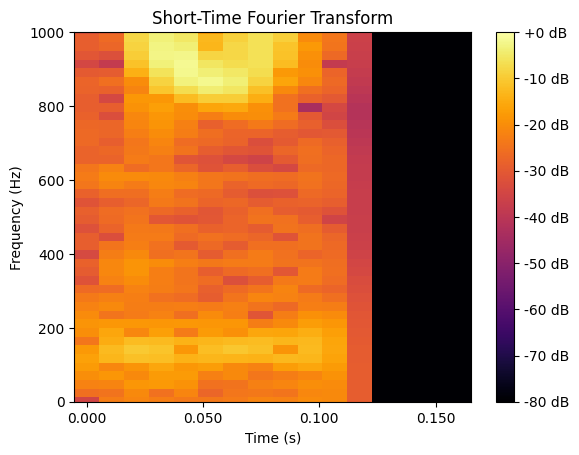 Short-Time Fourier Transform
1000
800
600
400
200
0
Frequency (Hz)
0.000
0.050
0.100
0.150
Time (s)
+0 dB
-10 dB
-20 dB
-30 dB
-40 dB
-50 dB
-60 dB
-70 dB
-80 dB